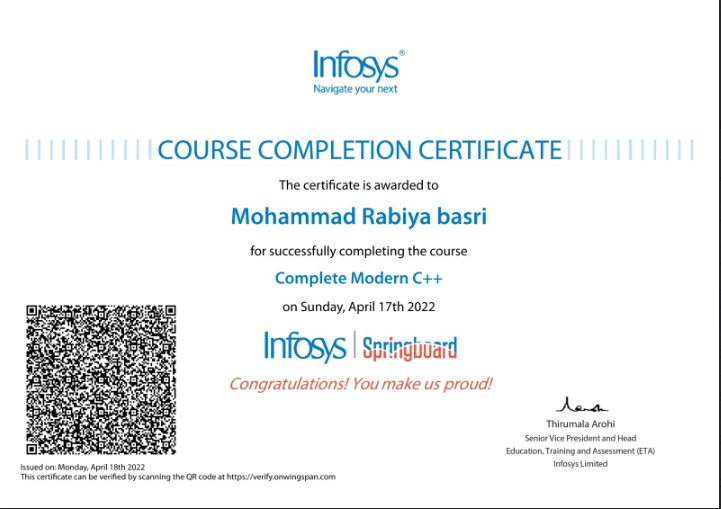 Infosys®
Navigate your next
COURSE COMPLETION CERTIFICATE
The certificate is awarded to
Mohammad Rabiya basri
for successfully completing the course
Complete Modern C++
on Sunday, April 17th 2022
Infosys | Springboard
Congratulations! You make us proud!
Thirumala Arohi
Senior Vice President and Head
Education, Training and Assessment (ETA)
Infosys Limited
Issued on: Monday, April 18th 2022
This certificate can be verified by scanning the QR code at https://verify.onwingspan.com